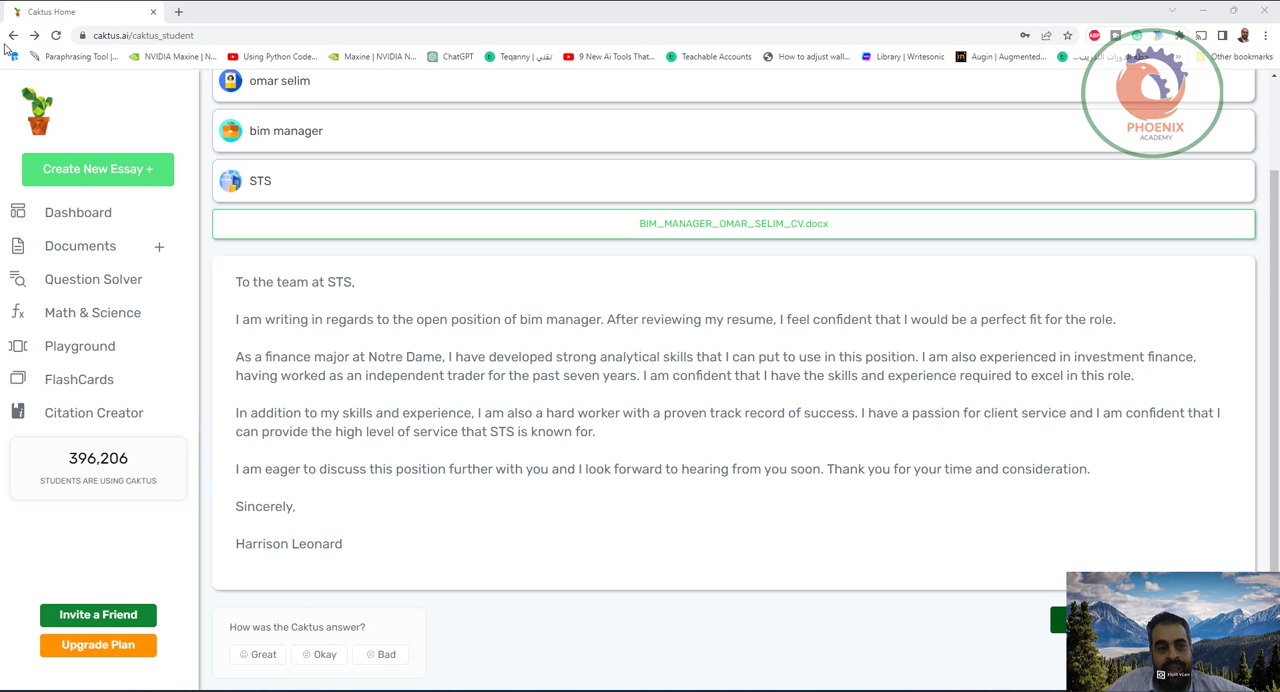 Caktus Home
caktus.ai/caktus_student
Paraphrasing Tool |...
NVIDIA Maxine | N...
Using Python Code...
Maxine | NVIDIA N...
ChatGPT
Teqanny | تقني
9 New Ai Tools That...
Teachable Accounts
How to adjust wall...
Library | Writesonic
Augin | Augmented...
خطة الدورات التدريب...
Other bookmarks
PHOENIX
ACADEMY
Create New Essay +
Dashboard
Documents +
Question Solver
Math & Science
Playground
FlashCards
Citation Creator
396,206
STUDENTS ARE USING CAKTUS
Invite a Friend
Upgrade Plan
omar selim
bim manager
STS
BIM_MANAGER_OMAR_SELIM_CV.docx
To the team at STS,
I am writing in regards to the open position of bim manager. After reviewing my resume, I feel confident that I would be a perfect fit for the role.
As a finance major at Notre Dame, I have developed strong analytical skills that I can put to use in this position. I am also experienced in investment finance,
having worked as an independent trader for the past seven years. I am confident that I have the skills and experience required to excel in this role.
In addition to my skills and experience, I am also a hard worker with a proven track record of success. I have a passion for client service and I am confident that I
can provide the high level of service that STS is known for.
I am eager to discuss this position further with you and I look forward to hearing from you soon. Thank you for your time and consideration.
Sincerely,
Harrison Leonard
How was the Caktus answer?
Great
Okay
Bad
XSplit VCam